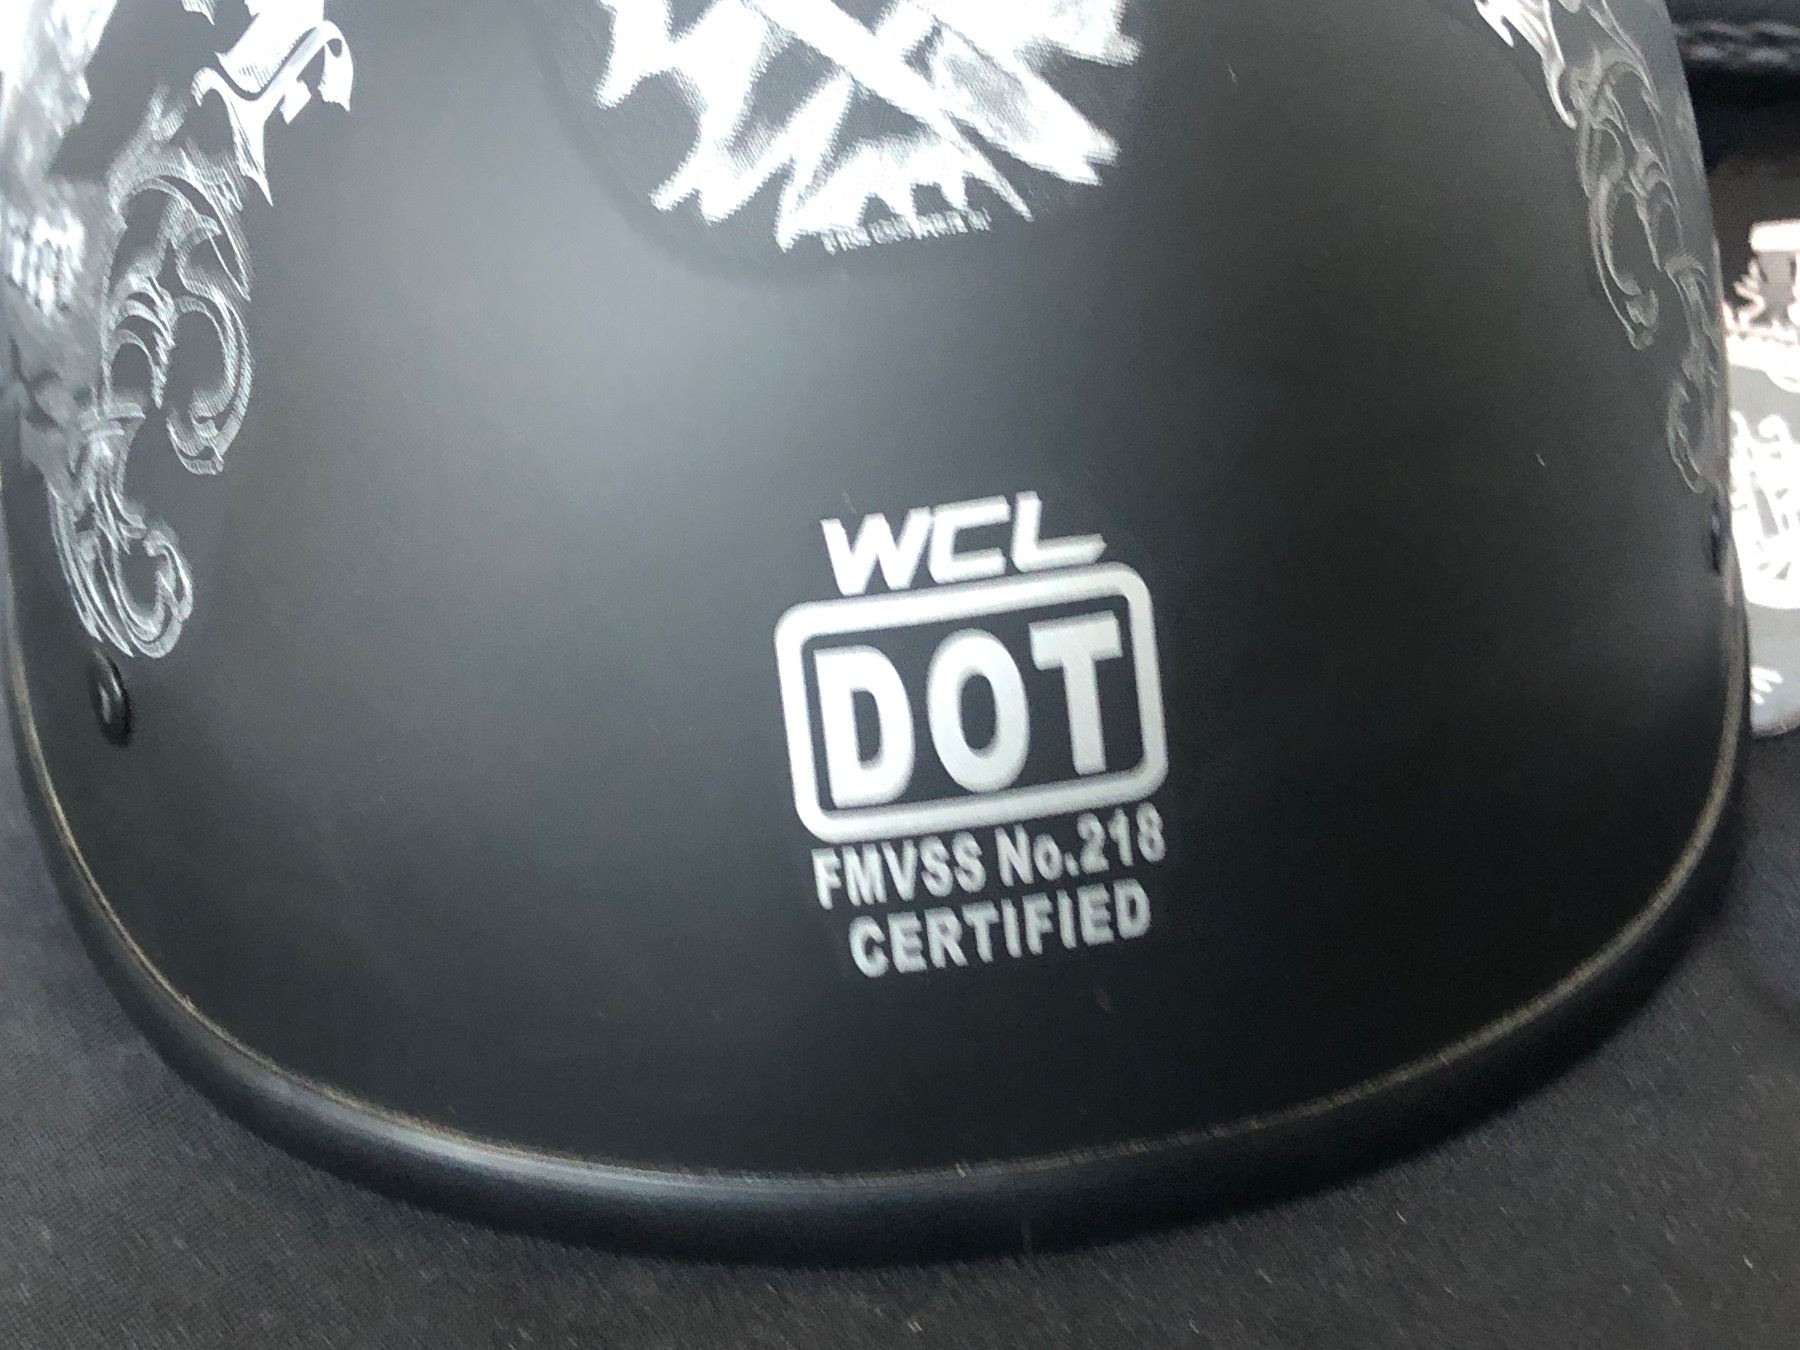 WCL
DOT
FMVSS No.218
CERTIFIED